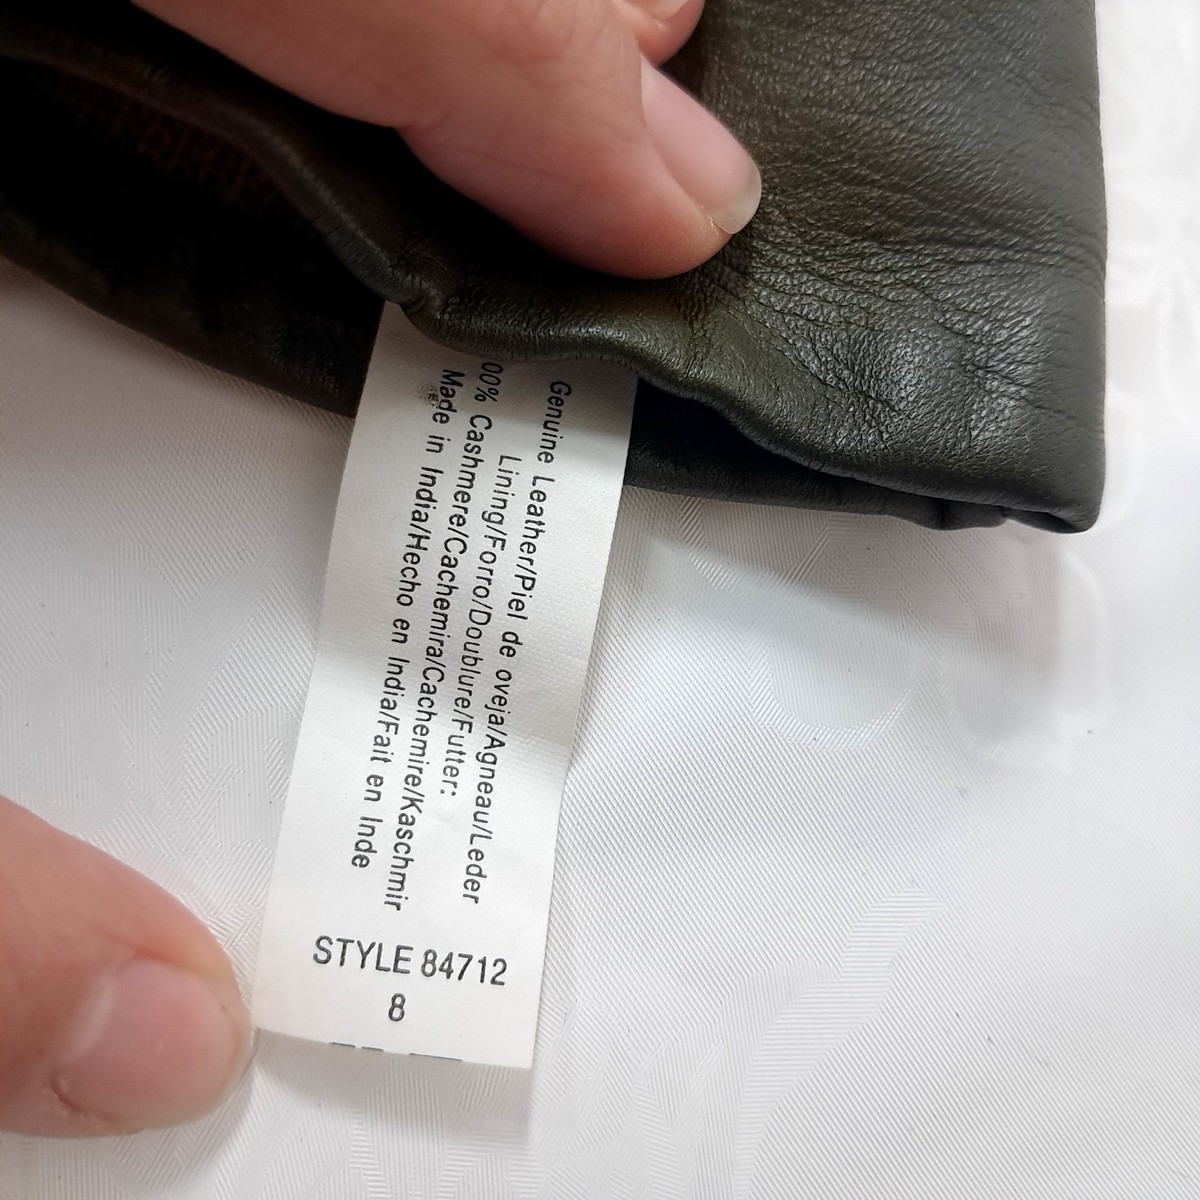 Genuine Leather/Piel de oveja/Agneau/Leder
Lining/Forro/Doublure/Futter:
00% Cashmere/Cachemira/Cachemire/Kaschmir
Made in India/Hecho en India/Fait en Inde
STYLE 84712
8